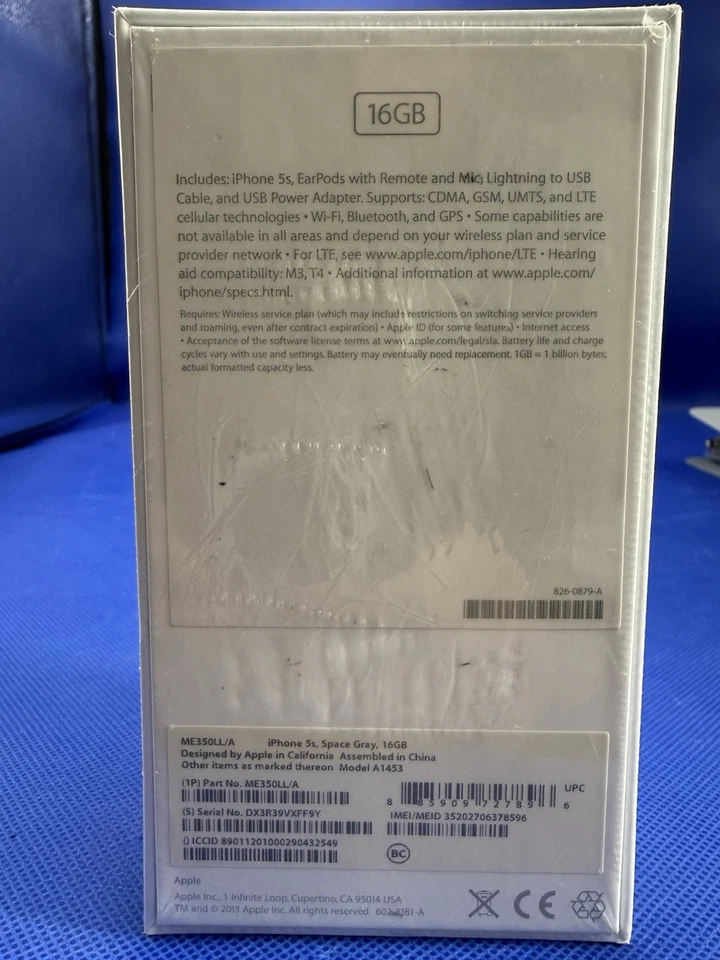 16GB
Includes: iPhone 5s, EarPods with Remote and Mic, Lightning to USB
Cable, and USB Power Adapter. Supports: CDMA, GSM, UMTS, and LTE
cellular technologies • Wi-Fi, Bluetooth, and GPS • Some capabilities are
not available in all areas and depend on your wireless plan and service
provider network • For LTE, see www.apple.com/iphone/LTE • Hearing
aid compatibility: M3, T4 • Additional information at www.apple.com/
iphone/specs.html.
Requires: Wireless service plan (which may include restrictions on switching service providers
and roaming, even after contract expiration) • Apple ID (for some features) • Internet access
• Acceptance of the software license terms at www.apple.com/legal/sla. Battery life and charge
cycles vary with use and settings. Battery may eventually need replacement. 1GB = 1 billion bytes;
actual formatted capacity less.
826-0879-A
ME350LL/A iPhone 5s, Space Gray, 16GB
Designed by Apple in California Assembled in China
Other items as marked thereon Model A1453
(1P) Part No. ME350LL/A
UPC
8 85909 72789 6
(S) Serial No. DX3R39VXFF9Y
IMEI/MEID 35202706378596
() ICCID 89011201000290432549
BC
Apple
Apple Inc., 1 Infinite Loop, Cupertino, CA 95014 USA
TM and © 2013 Apple Inc. All rights reserved. 602-8181-A
CE